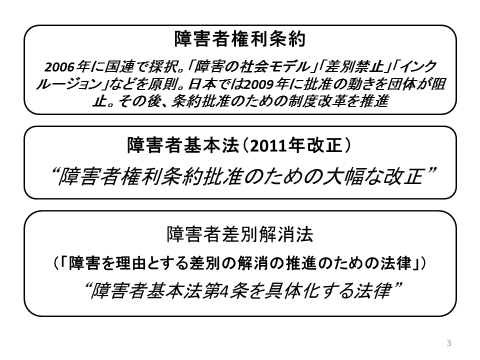 障害者権利条約
2006年に国連で採択。｢障害の社会モデル｣｢差別禁止｣｢インク
ルージョン｣などを原則。日本では2009年に批准の動きを団体が阻
止。その後、条約批准のための制度改革を推進
障害者基本法（2011年改正）
“障害者権利条約批准のための大幅な改正”
障害者差別解消法
（｢障害を理由とする差別の解消の推進のための法律｣）
“障害者基本法第4条を具体化する法律”
3